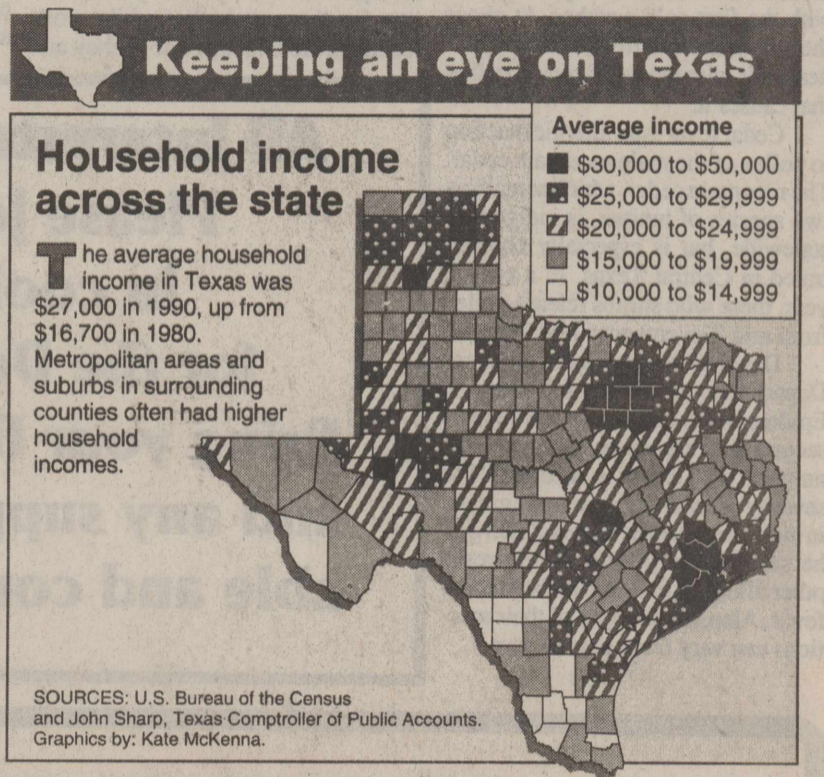 Keeping an eye on Texas
Household income
across the state
The average household
income in Texas was
$27,000 in 1990, up from
$16,700 in 1980.
Metropolitan areas and
suburbs in surrounding
counties often had higher
household
incomes.
Average income
$30,000 to $50,000
$25,000 to $29,999
$20,000 to $24,999
$15,000 to $19,999
$10,000 to $14,999
SOURCES: U.S. Bureau of the Census
and John Sharp, Texas Comptroller of Public Accounts.
Graphics by: Kate McKenna.